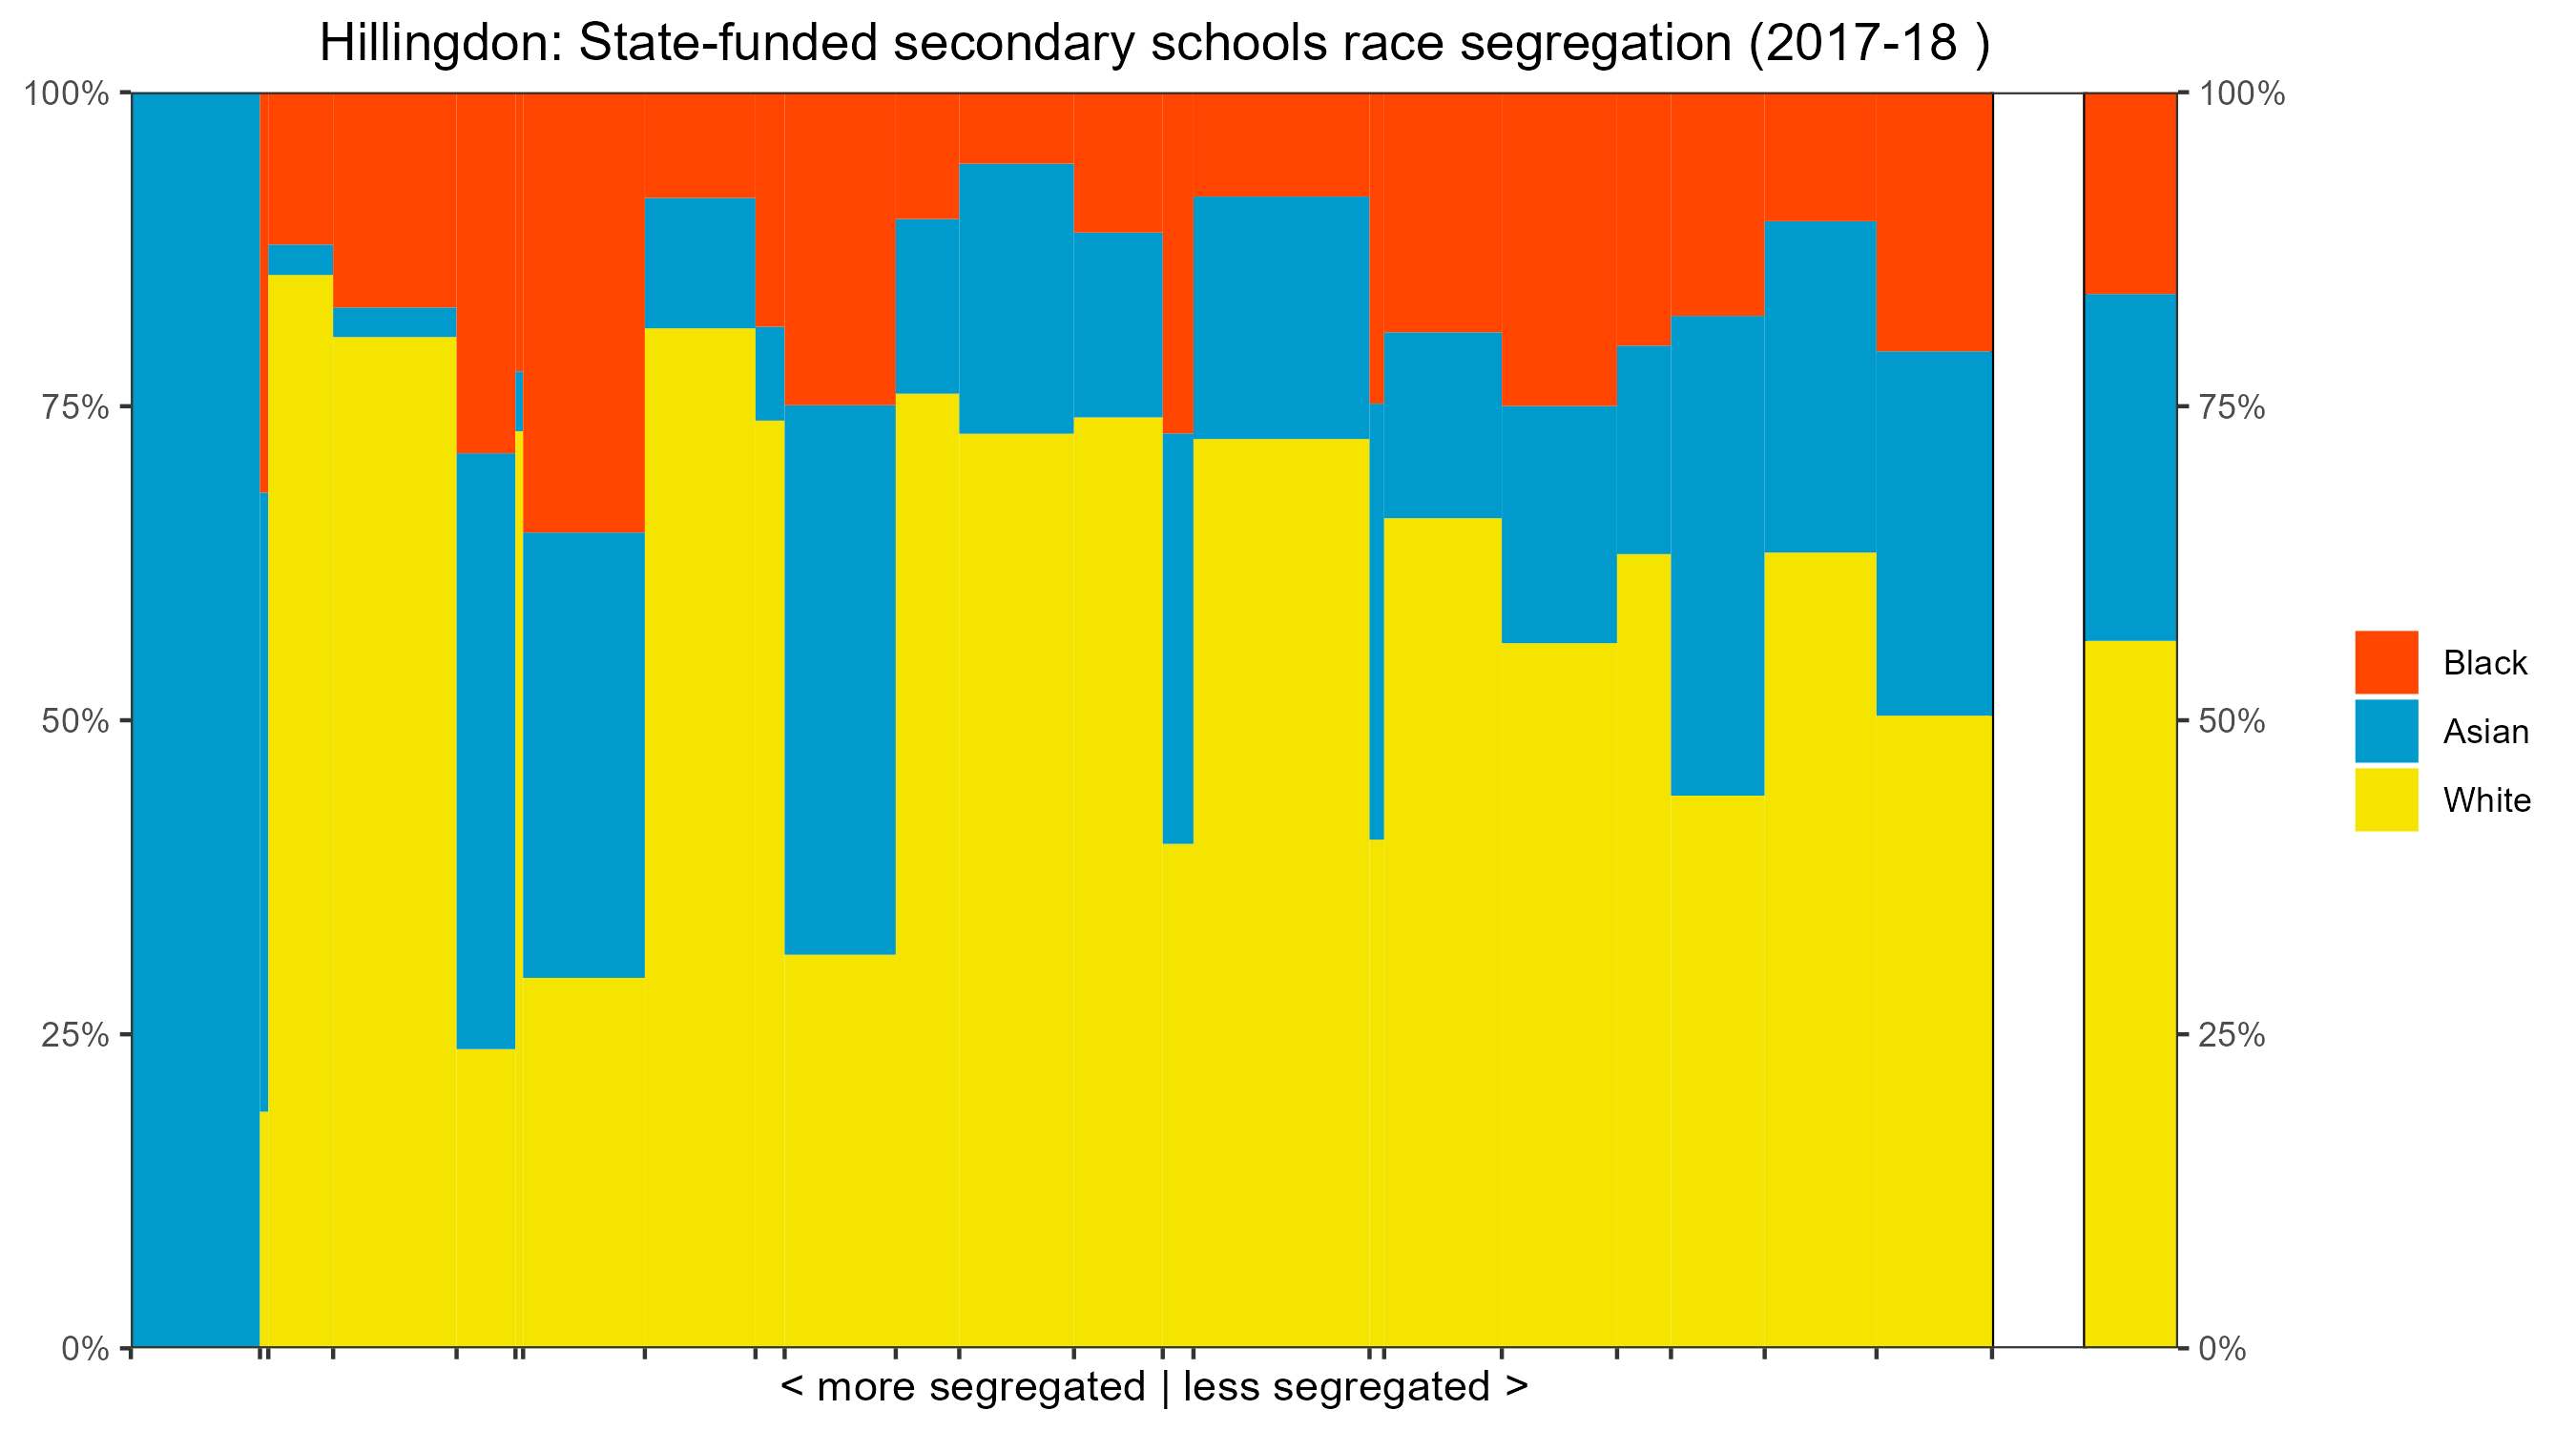 Hillingdon: State-funded secondary schools race segregation (2017-18 )
100%
75%
50%
25%
0%
100%
75%
50%
25%
0%
Black
Asian
White
< more segregated | less segregated >